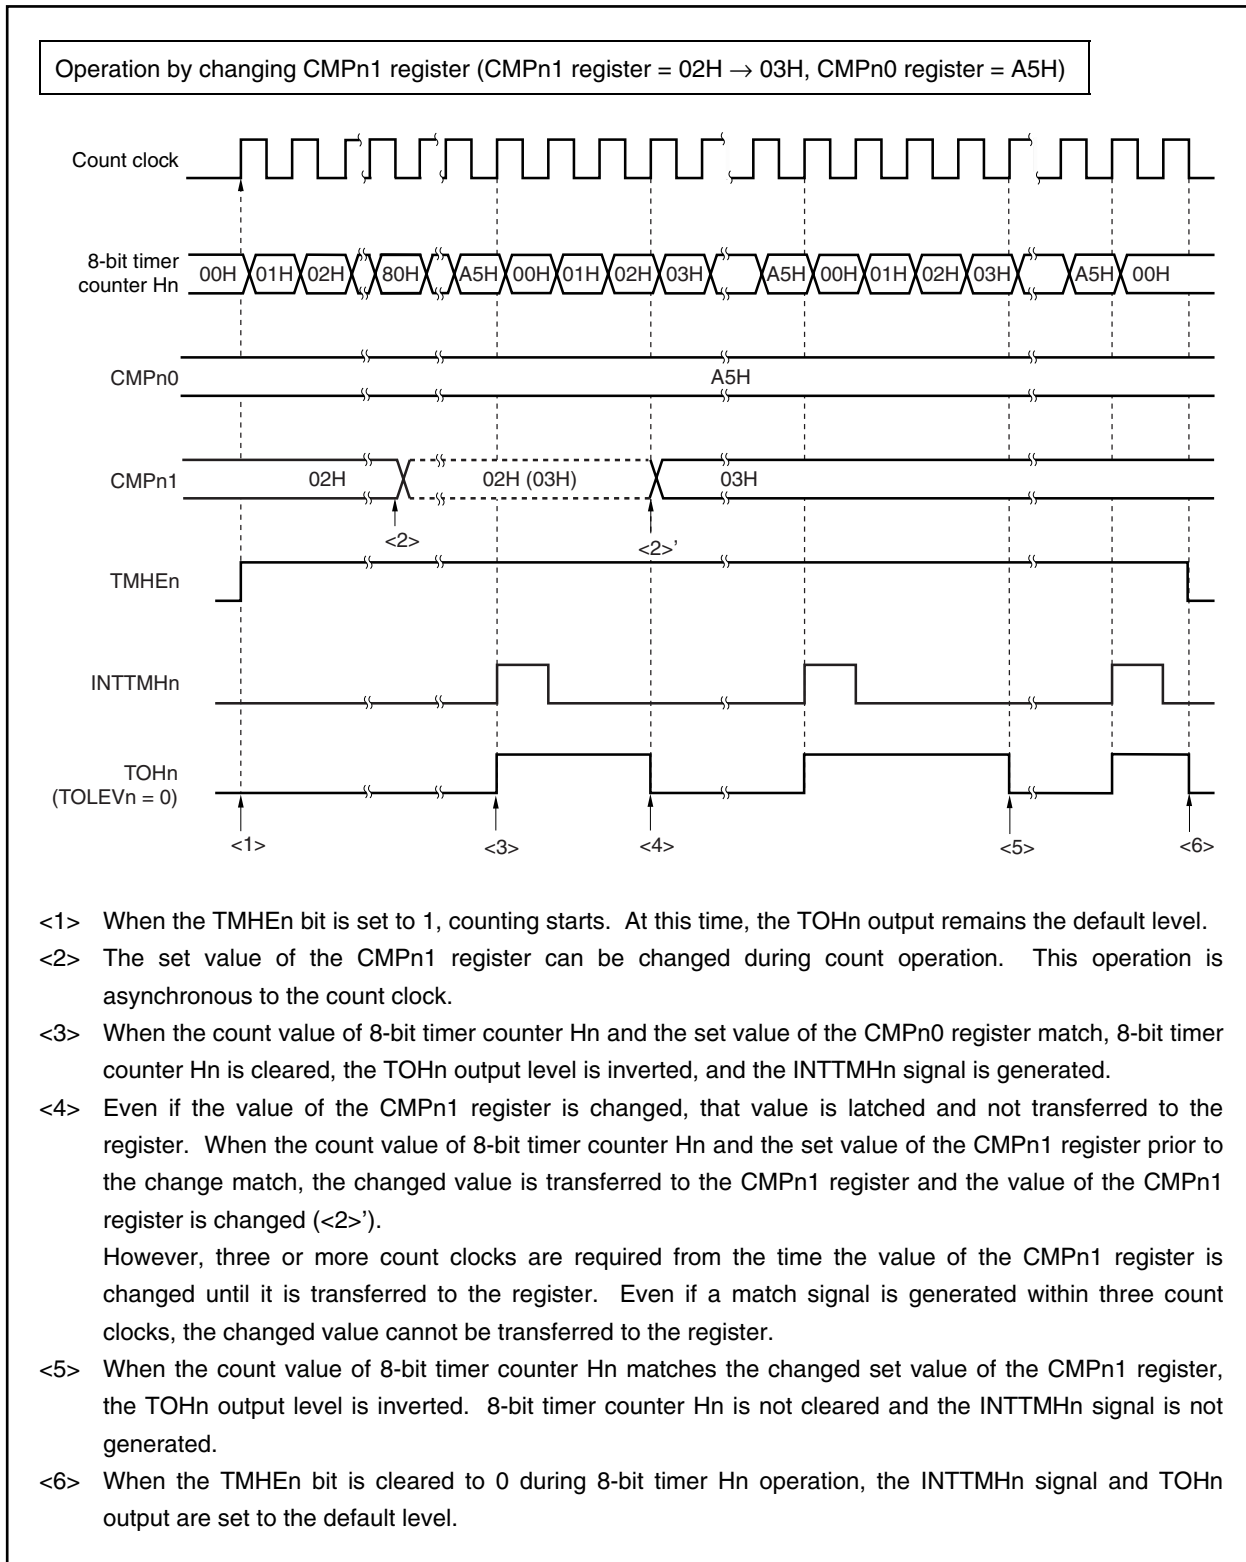 Operation by changing CMPn1 register (CMPn1 register = 02H → 03H, CMPn0 register = A5H)
Count clock
8-bit timer
counter Hn
00H 01H 02H 80H A5H 00H 01H 02H 03H A5H 00H 01H 02H 03H A5H 00H
CMPn0 A5H
CMPn1 02H 02H (03H) 03H
<2> <2>’
TMHEn
INTTMHn
TOHn
(TOLEVn = 0)
<1> <3> <4> <5> <6>
<1> When the TMHEn bit is set to 1, counting starts. At this time, the TOHn output remains the default level.
<2> The set value of the CMPn1 register can be changed during count operation. This operation is
asynchronous to the count clock.
<3> When the count value of 8-bit timer counter Hn and the set value of the CMPn0 register match, 8-bit timer
counter Hn is cleared, the TOHn output level is inverted, and the INTTMHn signal is generated.
<4> Even if the value of the CMPn1 register is changed, that value is latched and not transferred to the
register. When the count value of 8-bit timer counter Hn and the set value of the CMPn1 register prior to
the change match, the changed value is transferred to the CMPn1 register and the value of the CMPn1
register is changed (<2>’).
However, three or more count clocks are required from the time the value of the CMPn1 register is
changed until it is transferred to the register. Even if a match signal is generated within three count
clocks, the changed value cannot be transferred to the register.
<5> When the count value of 8-bit timer counter Hn matches the changed set value of the CMPn1 register,
the TOHn output level is inverted. 8-bit timer counter Hn is not cleared and the INTTMHn signal is not
generated.
<6> When the TMHEn bit is cleared to 0 during 8-bit timer Hn operation, the INTTMHn signal and TOHn
output are set to the default level.